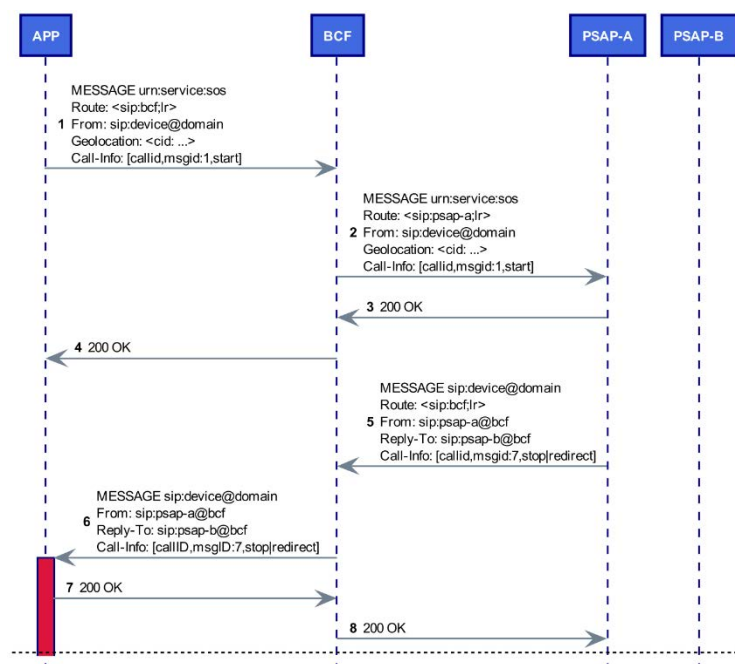 APP BCF PSAP-A PSAP-B
MESSAGE urn:service:sos
Route: <sip:bcf;lr>
1 From: sip:device@domain
Geolocation: <cid: ...>
Call-Info: [callid,msgid:1,start]
MESSAGE urn:service:sos
Route: <sip:psap-a;lr>
2 From: sip:device@domain
Geolocation: <cid: ...>
Call-Info: [callid,msgid:1,start]
3 200 OK
4 200 OK
MESSAGE sip:device@domain
Route: <sip:bcf;lr>
5 From: sip:psap-a@bcf
Reply-To: sip:psap-b@bcf
Call-Info: [callid,msgid:7,stop|redirect]
MESSAGE sip:device@domain
From: sip:psap-a@bcf
6
Reply-To: sip:psap-b@bcf
Call-Info: [callID,msgID:7,stop|redirect]
7 200 OK
8 200 OK